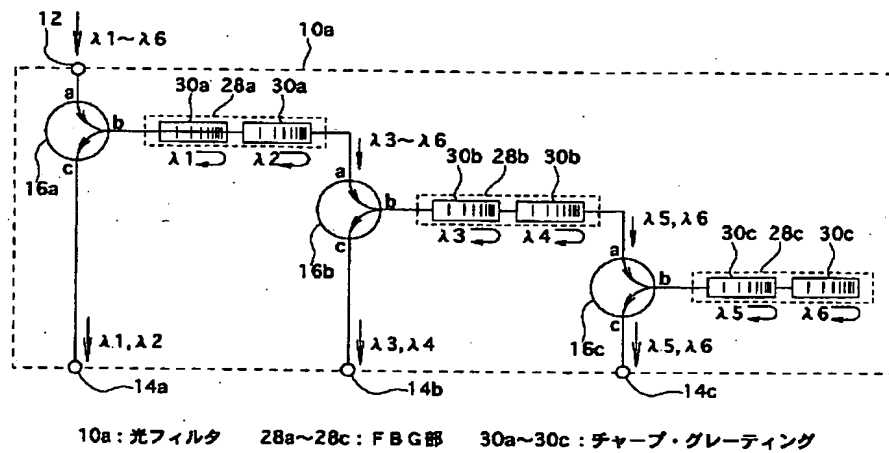 12
λ1～λ6
10a
a
b
c
16a
30a
28a
30a
λ1
λ2
λ3～λ6
a
b
c
16b
30b
28b
30b
λ3
λ4
λ5,λ6
a
b
c
16c
30c
28c
30c
λ5
λ6
λ1,λ2
λ3,λ4
λ5,λ6
14a
14b
14c
10a：光フィルタ 28a～28c：FBG部 30a～30c：チャープ・グレーティング